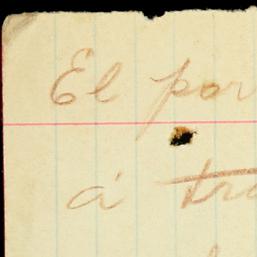 El por
á tra